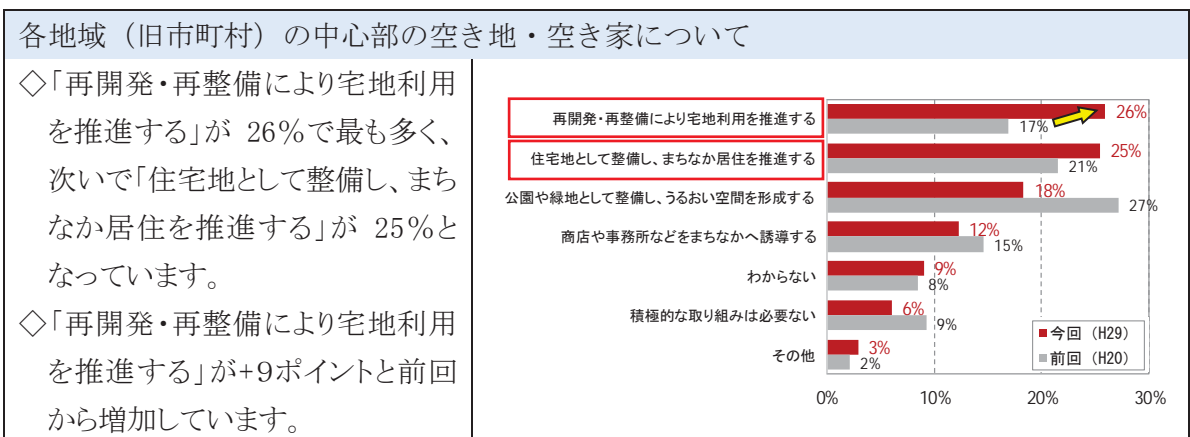 各地域（旧市町村）の中心部の空き地・空き家について
◇「再開発・再整備により宅地利用
を推進する」が 26％で最も多く、
次いで「住宅地として整備し、まち
なか居住を推進する」が 25％と
なっています。
◇「再開発・再整備により宅地利用
を推進する」が+9ポイントと前回
から増加しています。
再開発・再整備により宅地利用を推進する
26%
17%
住宅地として整備し、まちなか居住を推進する
25%
21%
公園や緑地として整備し、うるおい空間を形成する
18%
27%
商店や事務所などをまちなかへ誘導する
12%
15%
わからない
9%
8%
積極的な取り組みは必要ない
6%
9%
その他
3%
2%
今回（H29）
前回（H20）
0% 10% 20% 30%